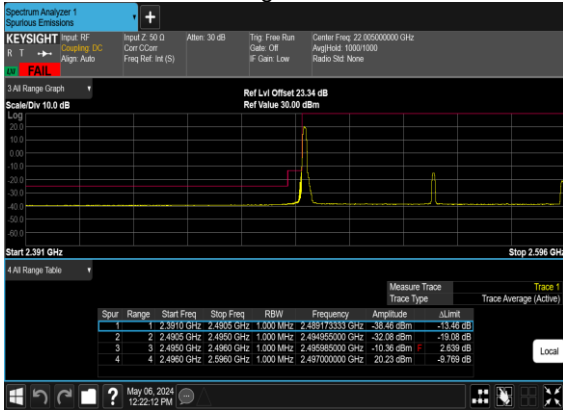 Spectrum Analyzer 1
Spurious Emissions
+
KEYSIGHT Input: RF Input Z: 50 Ω Atten: 30 dB Trig: Free Run Center Freq: 22.005000000 GHz
R T Coupling: DC Corr CCorr Gate: Off Avg|Hold: 1000/1000
Align: Auto Freq Ref: Int (S) IF Gain: Low Radio Std: None
FAIL
3 All Range Graph Ref Lvl Offset 23.34 dB
Scale/Div 10.0 dB Ref Value 30.00 dBm
Log
20.0
10.0
0.00
-10.0
-20.0
-30.0
-40.0
-50.0
-60.0
Start 2.391 GHz Stop 2.596 GHz
4 All Range Table
Measure Trace Trace 1
Trace Type Trace Average (Active)
Spur Range Start Freq Stop Freq RBW Frequency Amplitude ΔLimit
1 1 2.3910 GHz 2.4905 GHz 1.000 MHz 2.489173333 GHz -38.46 dBm -13.46 dB
2 2 2.4905 GHz 2.4950 GHz 1.000 MHz 2.494955000 GHz -32.08 dBm -19.08 dB
3 3 2.4950 GHz 2.4960 GHz 1.000 MHz 2.495985000 GHz -10.36 dBm 2.639 dB
4 4 2.4960 GHz 2.5960 GHz 1.000 MHz 2.497000000 GHz 20.23 dBm -9.769 dB
Local
? May 06, 2024
12:22:12 PM